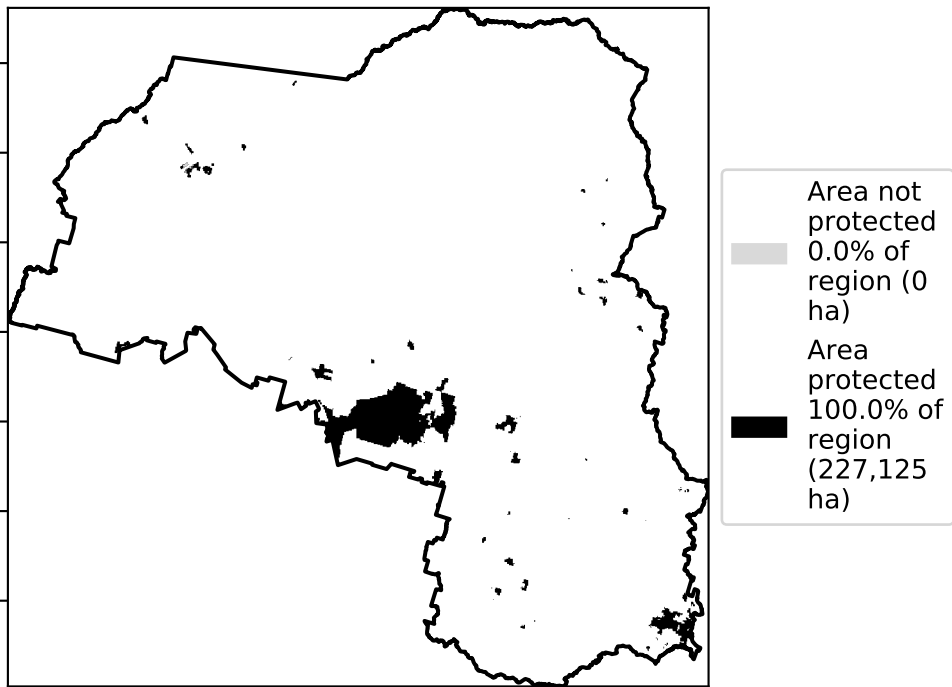 Area not
protected
0.0% of
region (0
ha)
Area
protected
100.0% of
region
(227,125
ha)